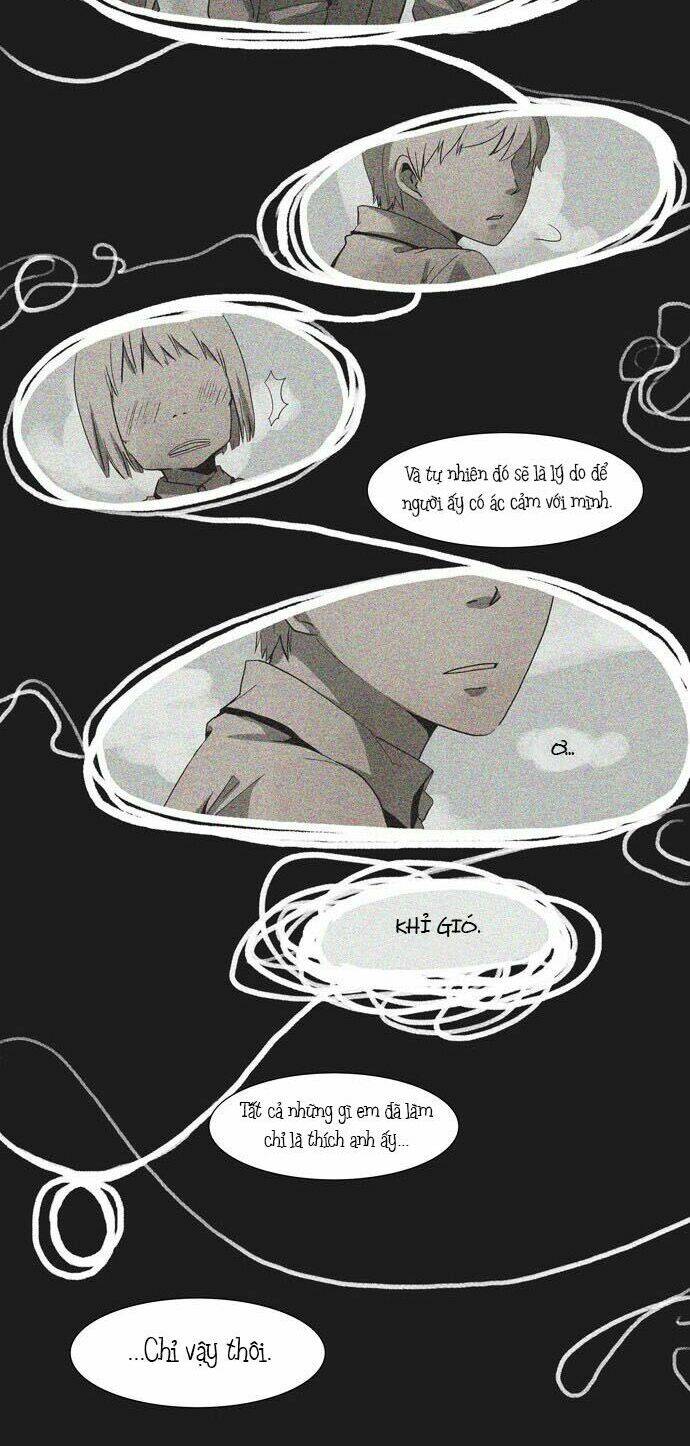 Và tự nhiên đó sẽ là lý do để
người ấy có ác cảm với mình.
Ơ...
KHỈ GIÓ.
Tất cả những gì em đã làm
chỉ là thích anh ấy...
...Chỉ vậy thôi.